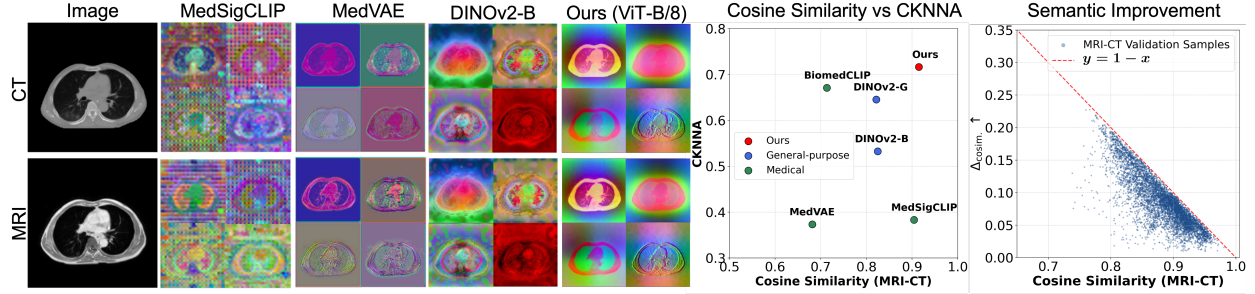 Image
MedSigCLIP
MedVAE
DINOv2-B
Ours (ViT-B/8)
Cosine Similarity vs CKNNA
Semantic Improvement
CT
MRI
CKNNA
0.8
0.7
0.6
0.5
0.4
0.3
Ours
BiomedCLIP
DINOv2-G
DINOv2-B
MedVAE
MedSigCLIP
Ours
General-purpose
Medical
0.5
0.6
0.7
0.8
0.9
1.0
Cosine Similarity (MRI-CT)
Δcosim. ↑
0.35
0.30
0.25
0.20
0.15
0.10
0.05
0.00
MRI-CT Validation Samples
y = 1 − x
0.7
0.8
0.9
1.0
Cosine Similarity (MRI-CT)